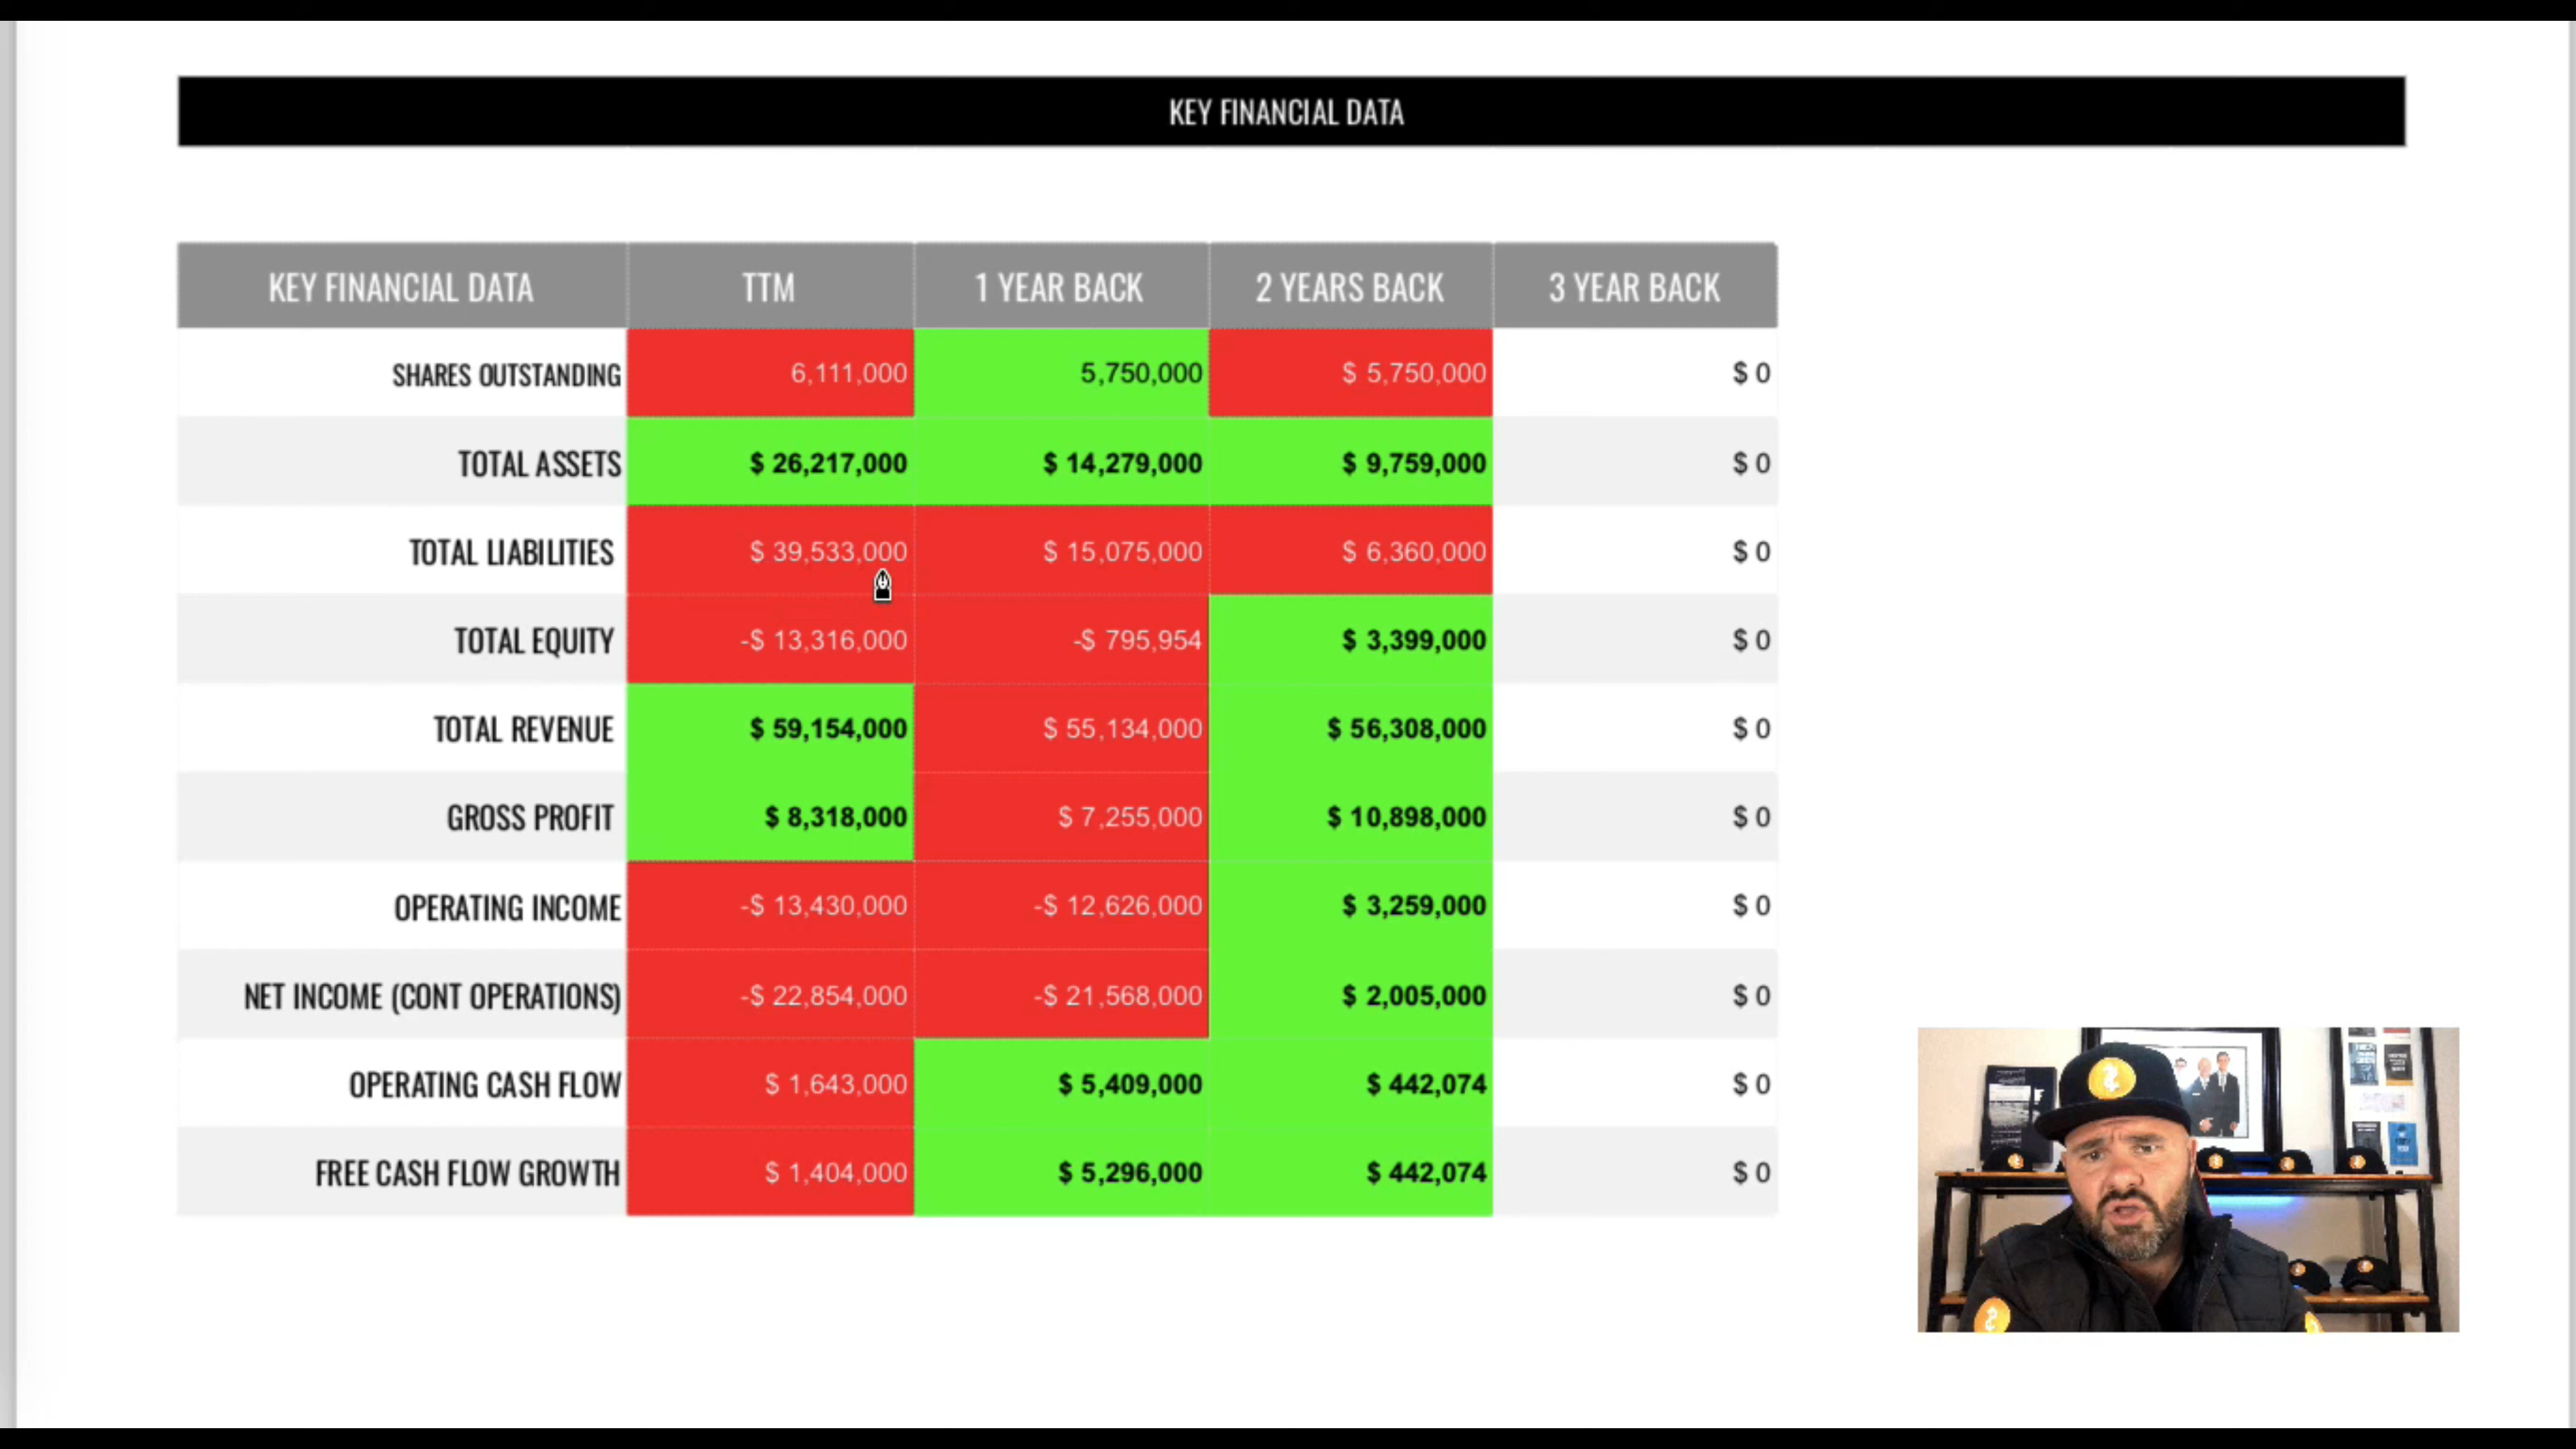 KEY FINANCIAL DATA
KEY FINANCIAL DATA TTM 1 YEAR BACK 2 YEARS BACK 3 YEAR BACK
SHARES OUTSTANDING 6,111,000 5,750,000 $ 5,750,000 $ 0
TOTAL ASSETS $ 26,217,000 $ 14,279,000 $ 9,759,000 $ 0
TOTAL LIABILITIES $ 39,533,000 $ 15,075,000 $ 6,360,000 $ 0
TOTAL EQUITY -$ 13,316,000 -$ 795,954 $ 3,399,000 $ 0
TOTAL REVENUE $ 59,154,000 $ 55,134,000 $ 56,308,000 $ 0
GROSS PROFIT $ 8,318,000 $ 7,255,000 $ 10,898,000 $ 0
OPERATING INCOME -$ 13,430,000 -$ 12,626,000 $ 3,259,000 $ 0
NET INCOME (CONT OPERATIONS) -$ 22,854,000 -$ 21,568,000 $ 2,005,000 $ 0
OPERATING CASH FLOW $ 1,643,000 $ 5,409,000 $ 442,074 $ 0
FREE CASH FLOW GROWTH $ 1,404,000 $ 5,296,000 $ 442,074 $ 0